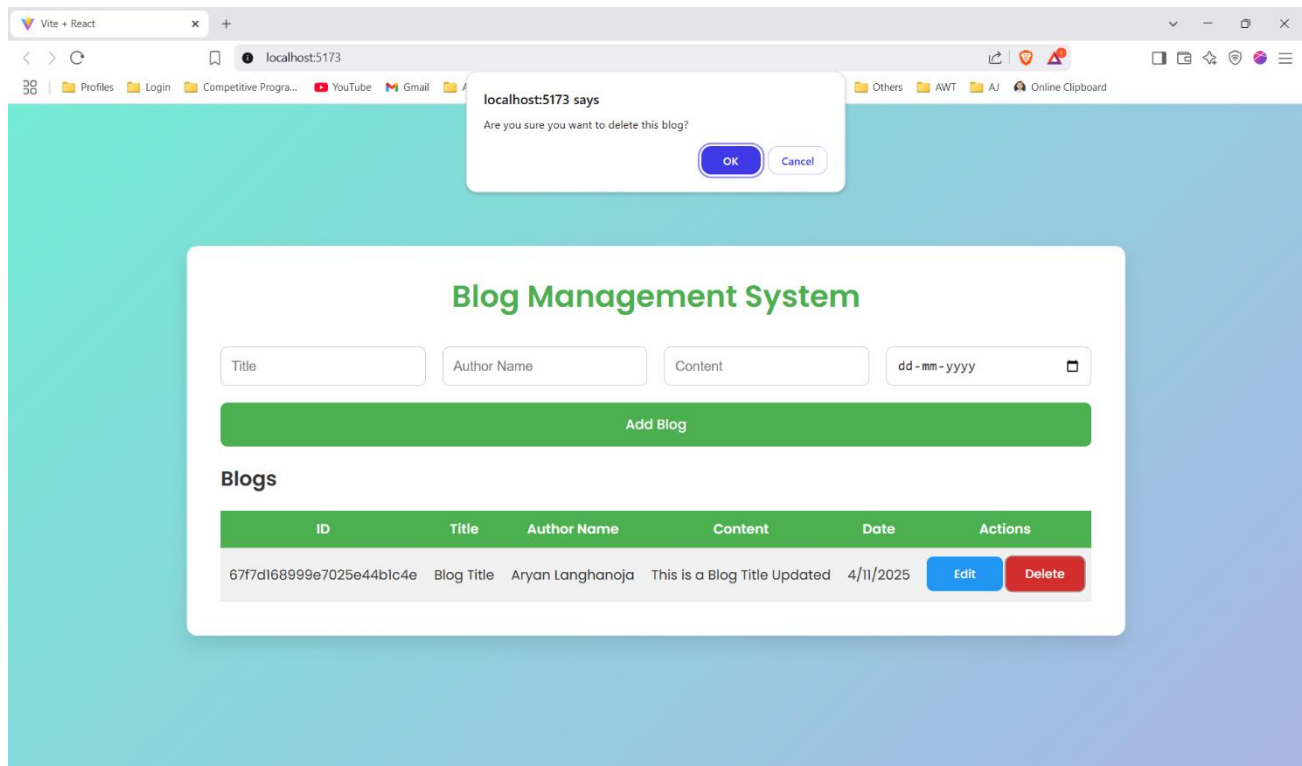 Vite + React
localhost:5173
Profiles Login Competitive Progra... YouTube Gmail Others AWT AJ Online Clipboard
localhost:5173 says
Are you sure you want to delete this blog?
OK Cancel
Blog Management System
Title Author Name Content dd-mm-yyyy
Add Blog
Blogs
ID Title Author Name Content Date Actions
67f7d168999e7025e44b1c4e Blog Title Aryan Langhanoja This is a Blog Title Updated 4/11/2025 Edit Delete